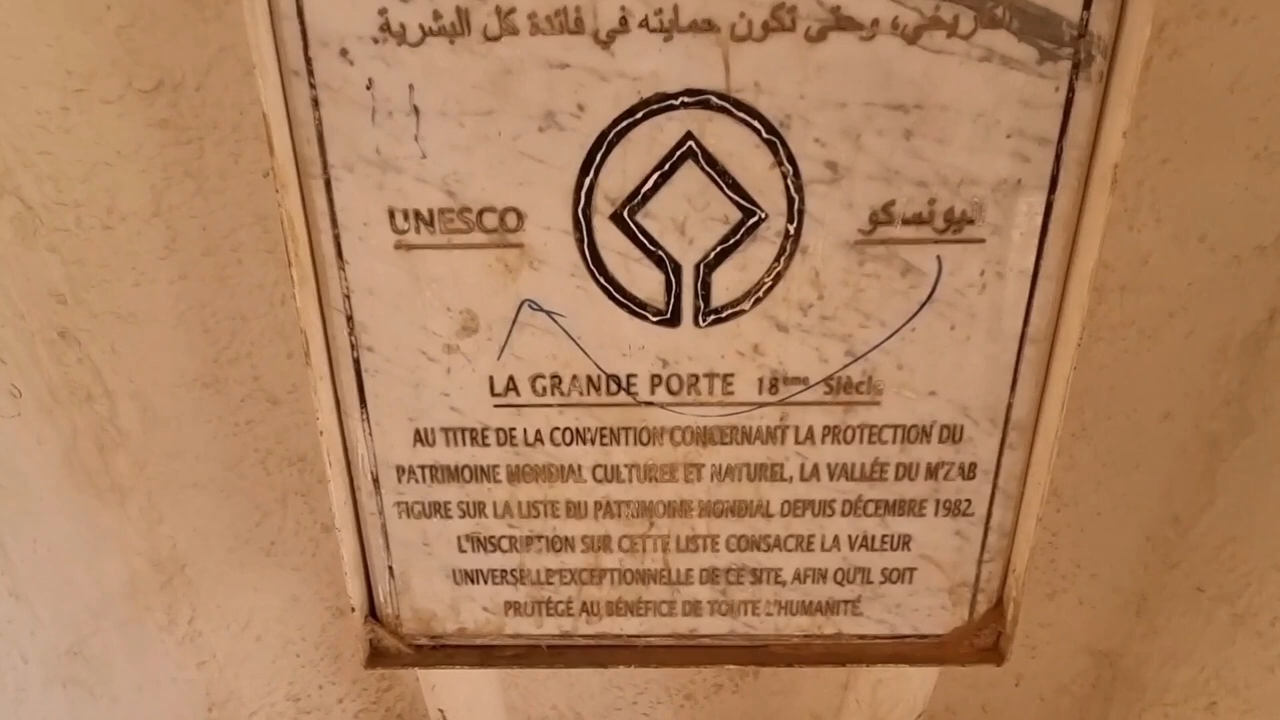 التاريخي، وحتى تكون حمايته في فائدة كل البشرية.
UNESCO
اليونسكو
LA GRANDE PORTE 18ème Siècle
AU TITRE DE LA CONVENTION CONCERNANT LA PROTECTION DU
PATRIMOINE MONDIAL CULTUREL ET NATUREL, LA VALLÉE DU M'ZAB
FIGURE SUR LA LISTE DU PATRIMOINE MONDIAL DEPUIS DÉCEMBRE 1982.
L'INSCRIPTION SUR CETTE LISTE CONSACRE LA VALEUR
UNIVERSELLE EXCEPTIONNELLE DE CE SITE, AFIN QU'IL SOIT
PROTÉGÉ AU BÉNÉFICE DE TOUTE L'HUMANITÉ.